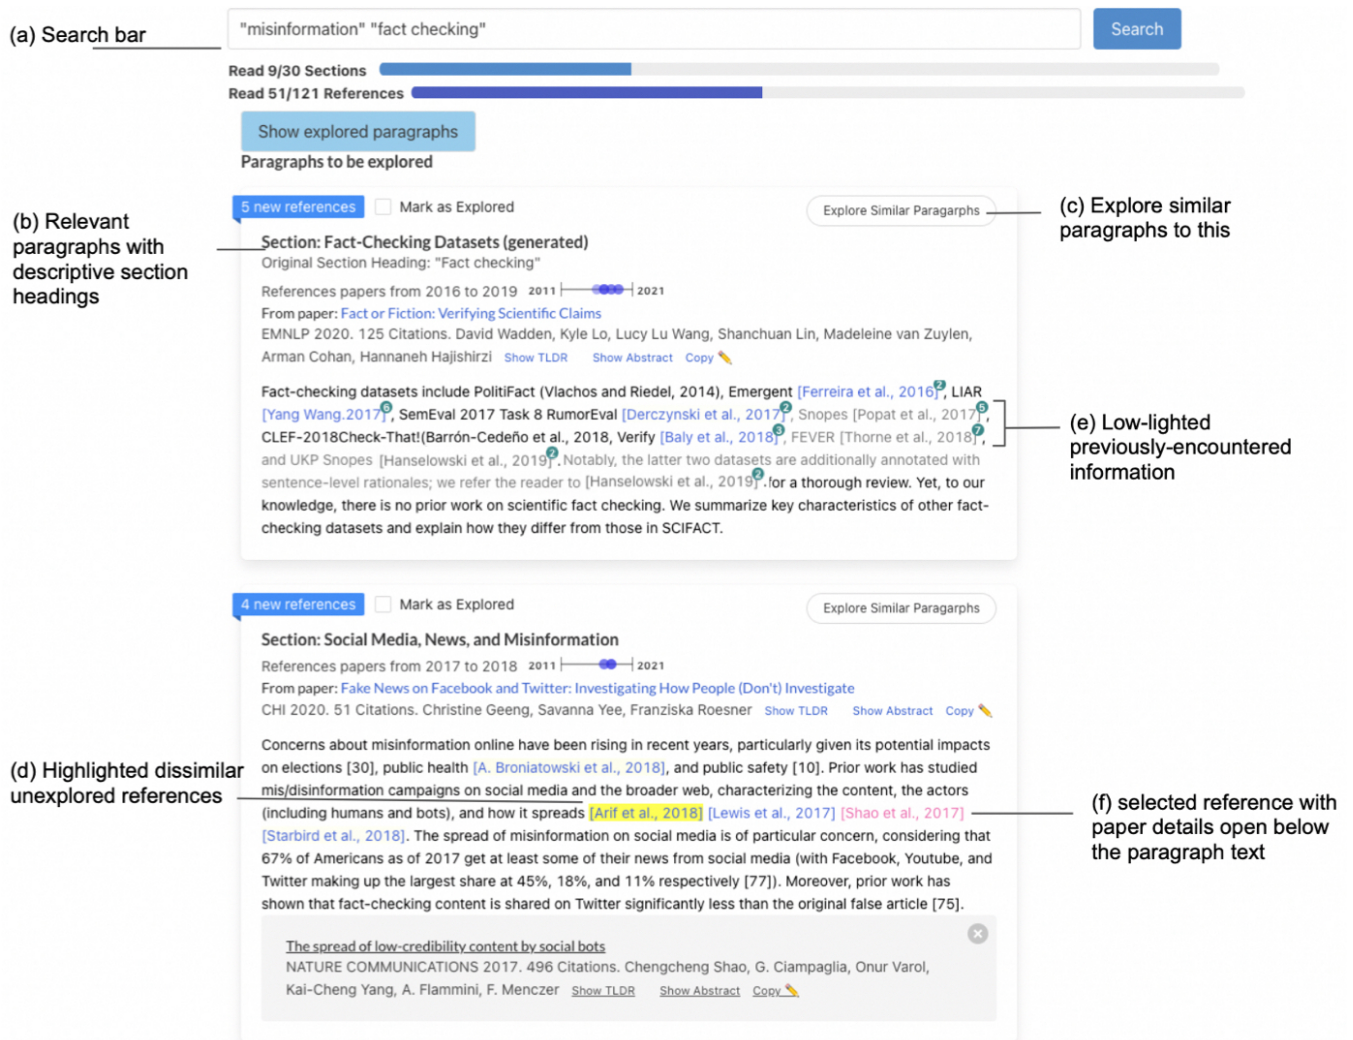 (a) Search bar
"misinformation" "fact checking"
Search
Read 9/30 Sections
Read 51/121 References
Show explored paragraphs
Paragraphs to be explored
(b) Relevant
paragraphs with
descriptive section
headings
5 new references
Mark as Explored
Explore Similar Paragarphs
(c) Explore similar
paragraphs to this
Section: Fact-Checking Datasets (generated)
Original Section Heading: "Fact checking"
References papers from 2016 to 2019 2011 2021
From paper: Fact or Fiction: Verifying Scientific Claims
EMNLP 2020. 125 Citations. David Wadden, Kyle Lo, Lucy Lu Wang, Shanchuan Lin, Madeleine van Zuylen,
Arman Cohan, Hannaneh Hajishirzi Show TLDR Show Abstract Copy ✏️
Fact-checking datasets include PolitiFact (Vlachos and Riedel, 2014), Emergent [Ferreira et al., 2016]2, LIAR
[Yang Wang.2017]6, SemEval 2017 Task 8 RumorEval [Derczynski et al., 2017]2, Snopes [Popat et al., 2017]5,
CLEF-2018Check-That!(Barrón-Cedeño et al., 2018, Verify [Baly et al., 2018]3, FEVER [Thorne et al., 2018]7,
and UKP Snopes [Hanselowski et al., 2019]2. Notably, the latter two datasets are additionally annotated with
sentence-level rationales; we refer the reader to [Hanselowski et al., 2019]2. for a thorough review. Yet, to our
knowledge, there is no prior work on scientific fact checking. We summarize key characteristics of other fact-
checking datasets and explain how they differ from those in SCIFACT.
(e) Low-lighted
previously-encountered
information
4 new references
Mark as Explored
Explore Similar Paragarphs
Section: Social Media, News, and Misinformation
References papers from 2017 to 2018 2011 2021
From paper: Fake News on Facebook and Twitter: Investigating How People (Don't) Investigate
CHI 2020. 51 Citations. Christine Geeng, Savanna Yee, Franziska Roesner Show TLDR Show Abstract Copy ✏️
Concerns about misinformation online have been rising in recent years, particularly given its potential impacts
on elections [30], public health [A. Broniatowski et al., 2018], and public safety [10]. Prior work has studied
mis/disinformation campaigns on social media and the broader web, characterizing the content, the actors
(including humans and bots), and how it spreads [Arif et al., 2018] [Lewis et al., 2017] [Shao et al., 2017]
[Starbird et al., 2018]. The spread of misinformation on social media is of particular concern, considering that
67% of Americans as of 2017 get at least some of their news from social media (with Facebook, Youtube, and
Twitter making up the largest share at 45%, 18%, and 11% respectively [77]). Moreover, prior work has
shown that fact-checking content is shared on Twitter significantly less than the original false article [75].
(d) Highlighted dissimilar
unexplored references
(f) selected reference with
paper details open below
the paragraph text
The spread of low-credibility content by social bots
NATURE COMMUNICATIONS 2017. 496 Citations. Chengcheng Shao, G. Ciampaglia, Onur Varol,
Kai-Cheng Yang, A. Flammini, F. Menczer Show TLDR Show Abstract Copy ✏️